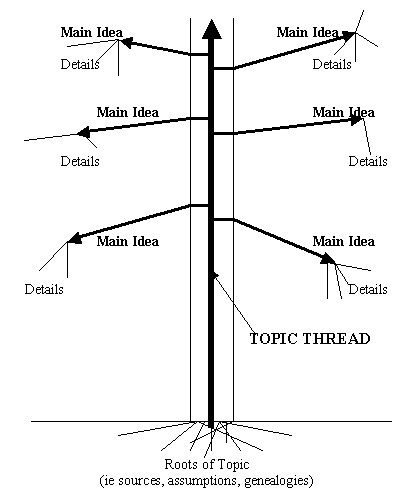 Main Idea
Main Idea
Details
Details
Main Idea
Main Idea
Details
Details
Main Idea
Main Idea
Details
Details
TOPIC THREAD
Roots of Topic
(ie sources, assumptions, genealogies)